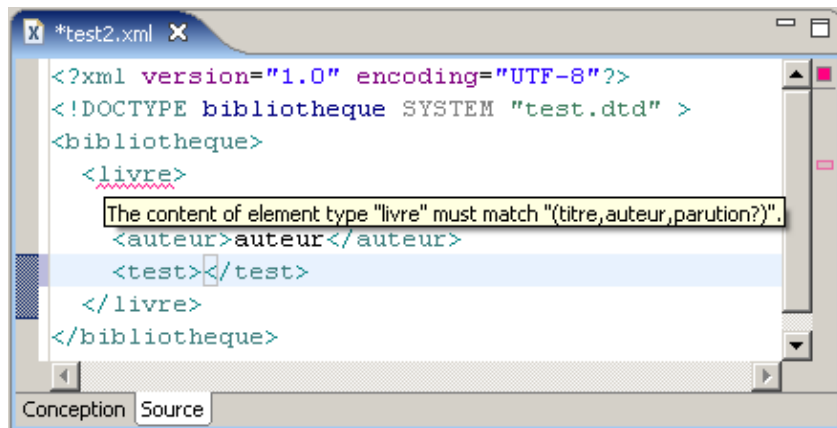 *test2.xml
<?xml version="1.0" encoding="UTF-8"?>
<!DOCTYPE bibliotheque SYSTEM "test.dtd" >
<bibliotheque>
<livre>
The content of element type "livre" must match "(titre,auteur,parution?)".
<auteur>auteur</auteur>
<test></test>
</livre>
</bibliotheque>
Conception Source